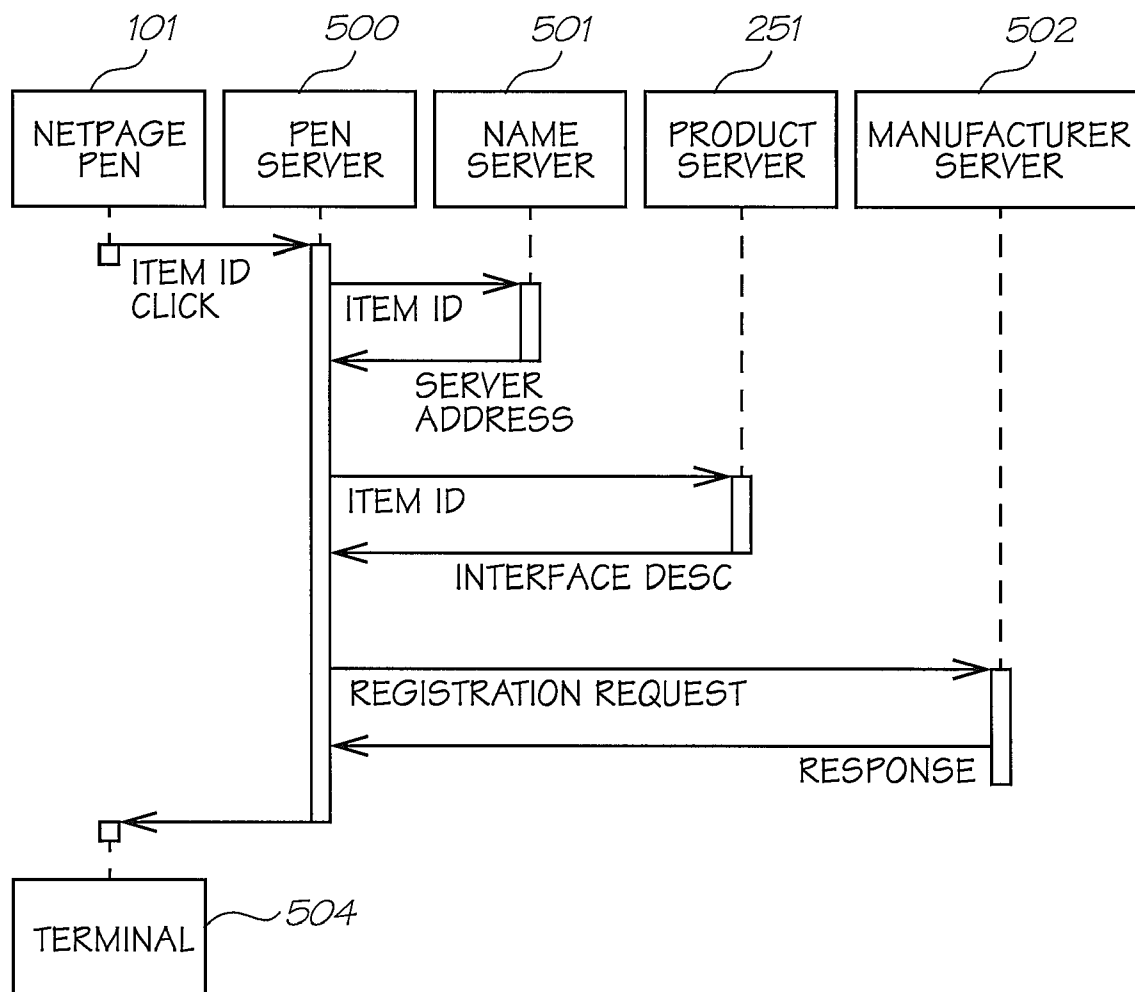 101
500
501
251
502
NETPAGE
PEN
PEN
SERVER
NAME
SERVER
PRODUCT
SERVER
MANUFACTURER
SERVER
ITEM ID
CLICK
ITEM ID
SERVER
ADDRESS
ITEM ID
INTERFACE DESC
REGISTRATION REQUEST
RESPONSE
TERMINAL
504